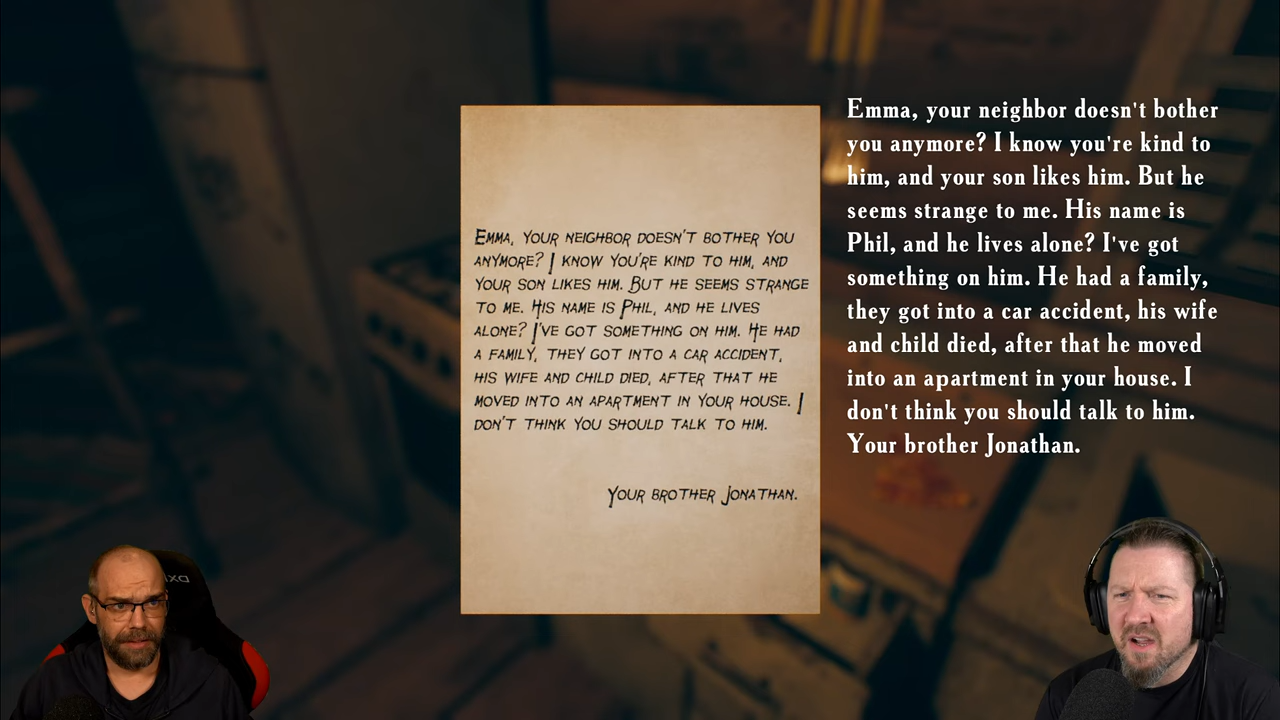 EMMA, YOUR NEIGHBOR DOESN'T BOTHER YOU
ANYMORE? I KNOW YOU'RE KIND TO HIM, AND
YOUR SON LIKES HIM. BUT HE SEEMS STRANGE
TO ME. HIS NAME IS PHIL, AND HE LIVES
ALONE? I'VE GOT SOMETHING ON HIM. HE HAD
A FAMILY, THEY GOT INTO A CAR ACCIDENT,
HIS WIFE AND CHILD DIED, AFTER THAT HE
MOVED INTO AN APARTMENT IN YOUR HOUSE. I
DON'T THINK YOU SHOULD TALK TO HIM.
YOUR BROTHER JONATHAN.
Emma, your neighbor doesn't bother
you anymore? I know you're kind to
him, and your son likes him. But he
seems strange to me. His name is
Phil, and he lives alone? I've got
something on him. He had a family,
they got into a car accident, his wife
and child died, after that he moved
into an apartment in your house. I
don't think you should talk to him.
Your brother Jonathan.